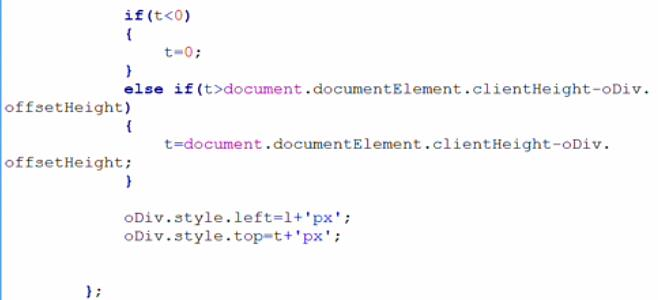 if(t<0)
{
t=0;
}
else if(t>document.documentElement.clientHeight-oDiv.
offsetHeight)
{
t=document.documentElement.clientHeight-oDiv.
offsetHeight;
}
oDiv.style.left=l+'px';
oDiv.style.top=t+'px';
};